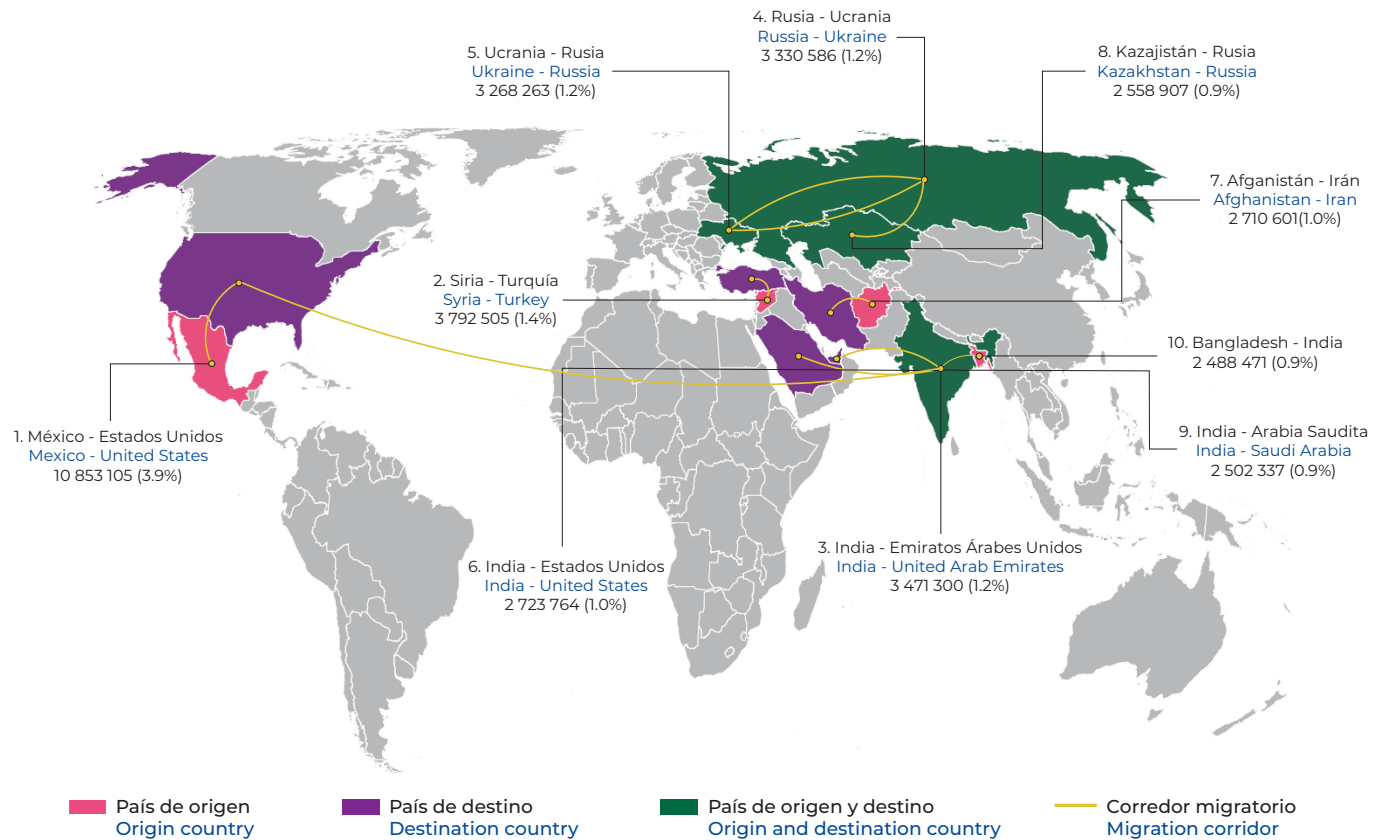 4. Rusia - Ucrania
Russia - Ukraine
3 330 586 (1.2%)
5. Ucrania - Rusia
Ukraine - Russia
3 268 263 (1.2%)
8. Kazajistán - Rusia
Kazakhstan - Russia
2 558 907 (0.9%)
7. Afganistán - Irán
Afghanistan - Iran
2 710 601(1.0%)
2. Siria - Turquía
Syria - Turkey
3 792 505 (1.4%)
10. Bangladesh - India
2 488 471 (0.9%)
1. México - Estados Unidos
Mexico - United States
10 853 105 (3.9%)
9. India - Arabia Saudita
India - Saudi Arabia
2 502 337 (0.9%)
6. India - Estados Unidos
India - United States
2 723 764 (1.0%)
3. India - Emiratos Árabes Unidos
India - United Arab Emirates
3 471 300 (1.2%)
País de origen
Origin country
País de destino
Destination country
País de origen y destino
Origin and destination country
Corredor migratorio
Migration corridor